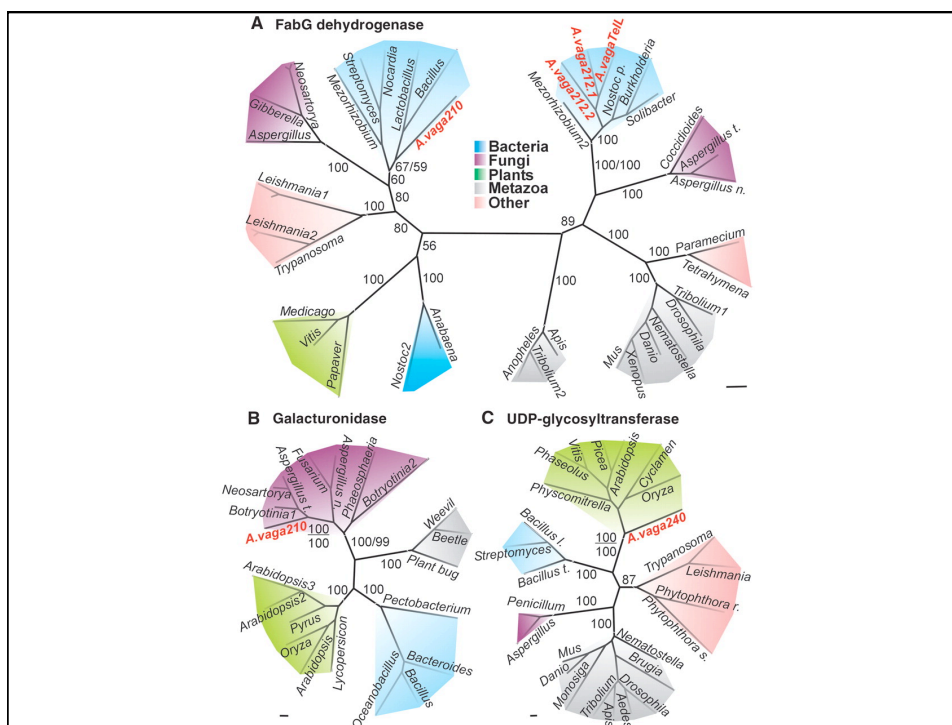 A FabG dehydrogenase
Neosartorya
Gibberella
Aspergillus
Streptomyces
Mezorhizobium
Nocardia
Lactobacillus
Bacillus
A.vaga210
67/59
60
100
80
Leishmania1
100
Leishmania2
Trypanosoma
80
56
100
100
Medicago
Vitis
Papaver
Nostoc2
Anabaena
Bacteria
Fungi
Plants
Metazoa
Other
Mezorhizobium2
A.vaga212.2
A.vaga212.1
A.vagaTelL
Nostoc p.
Burkholderia
Solibacter
100
100/100
Coccidioides
Aspergillus t.
Aspergillus n.
100
89
100
Paramecium
Tetrahymena
100
100
Tribolium1
Drosophila
Nematostella
Danio
Mus
Xenopus
Anopheles
Tribolium2
Apis
B Galacturonidase
Neosartorya
Botryotinia1
A.vaga210
Aspergillus t.
Fusarium
Aspergillus n.
Phaeosphaeria
Botryotinia2
100
100
100/99
Weevil
Beetle
Plant bug
100
100
100
Arabidopsis3
Arabidopsis2
Pyrus
Oryza
Arabidopsis
Lycopersicon
Pectobacterium
Bacteroides
Bacillus
Oceanobacillus
C UDP-glycosyltransferase
Physcomitrella
Phaseolus
Vitis
Picea
Arabidopsis
Cyclamen
Oryza
A.vaga240
100
100
Bacillus l.
Streptomyces
Bacillus t.
100
87
Trypanosoma
Leishmania
Phytophthora r.
Phytophthora s.
Penicillum
Aspergillus
100
100
Nematostella
Brugia
Drosophila
Aedes
Apis
Tribolium
Monosiga
Danio
Mus